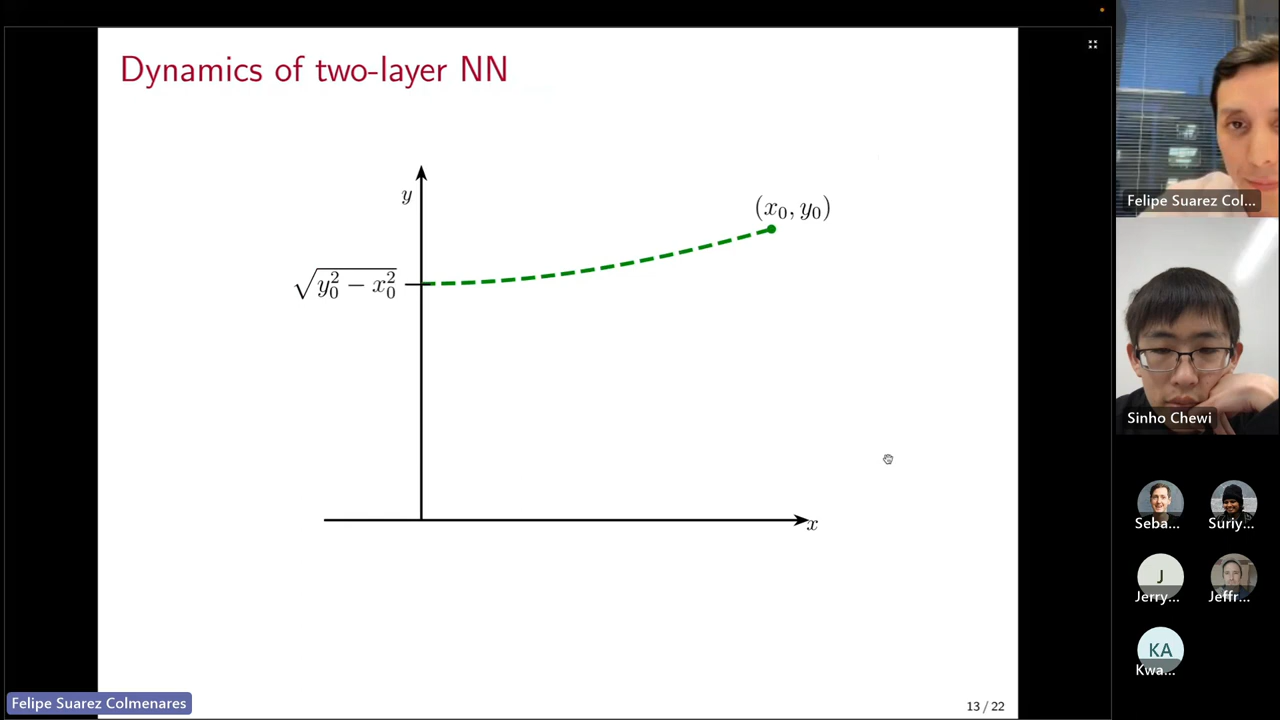 Dynamics of two-layer NN
y
(x₀, y₀)
√(y₀² − x₀²)
x
13 / 22
Felipe Suarez Colmenares
Felipe Suarez Col...
Sinho Chewi
Seba...
Suriy...
J
Jerry...
Jeffr...
KA
Kwa...